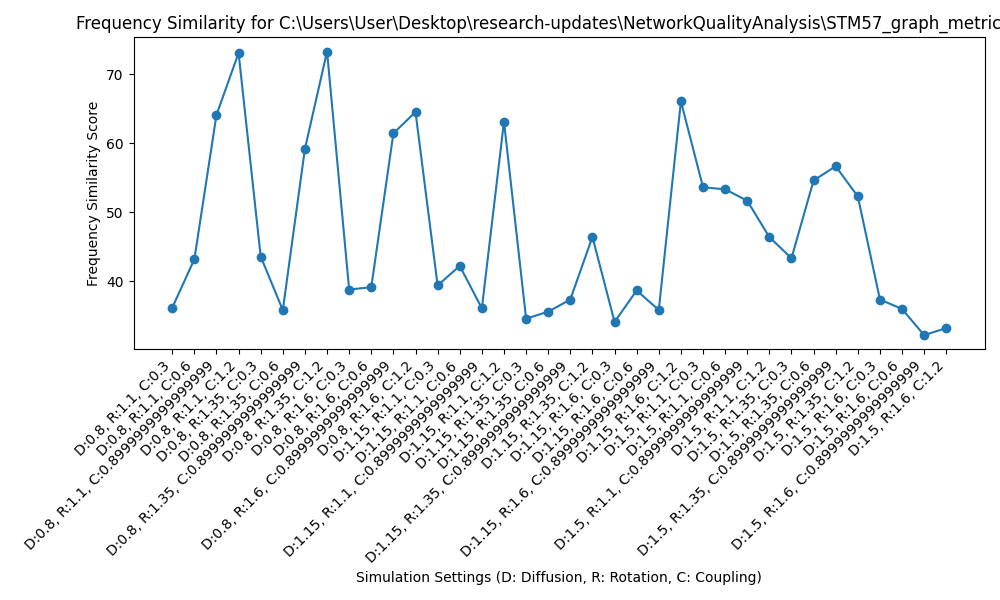 Frequency Similarity for C:\Users\User\Desktop\research-updates\NetworkQualityAnalysis\STM57_graph_metric
Frequency Similarity Score
70
60
50
40
D:0.8, R:1.1, C:0.3
D:0.8, R:1.1, C:0.6
D:0.8, R:1.1, C:0.8999999999999999
D:0.8, R:1.1, C:1.2
D:0.8, R:1.35, C:0.3
D:0.8, R:1.35, C:0.6
D:0.8, R:1.35, C:0.8999999999999999
D:0.8, R:1.35, C:1.2
D:0.8, R:1.6, C:0.3
D:0.8, R:1.6, C:0.6
D:0.8, R:1.6, C:0.8999999999999999
D:0.8, R:1.6, C:1.2
D:1.15, R:1.1, C:0.3
D:1.15, R:1.1, C:0.6
D:1.15, R:1.1, C:0.8999999999999999
D:1.15, R:1.1, C:1.2
D:1.15, R:1.35, C:0.3
D:1.15, R:1.35, C:0.6
D:1.15, R:1.35, C:0.8999999999999999
D:1.15, R:1.35, C:1.2
D:1.15, R:1.6, C:0.3
D:1.15, R:1.6, C:0.6
D:1.15, R:1.6, C:0.8999999999999999
D:1.15, R:1.6, C:1.2
D:1.5, R:1.1, C:0.3
D:1.5, R:1.1, C:0.6
D:1.5, R:1.1, C:0.8999999999999999
D:1.5, R:1.1, C:1.2
D:1.5, R:1.35, C:0.3
D:1.5, R:1.35, C:0.6
D:1.5, R:1.35, C:0.8999999999999999
D:1.5, R:1.35, C:1.2
D:1.5, R:1.6, C:0.3
D:1.5, R:1.6, C:0.6
D:1.5, R:1.6, C:0.8999999999999999
D:1.5, R:1.6, C:1.2
Simulation Settings (D: Diffusion, R: Rotation, C: Coupling)